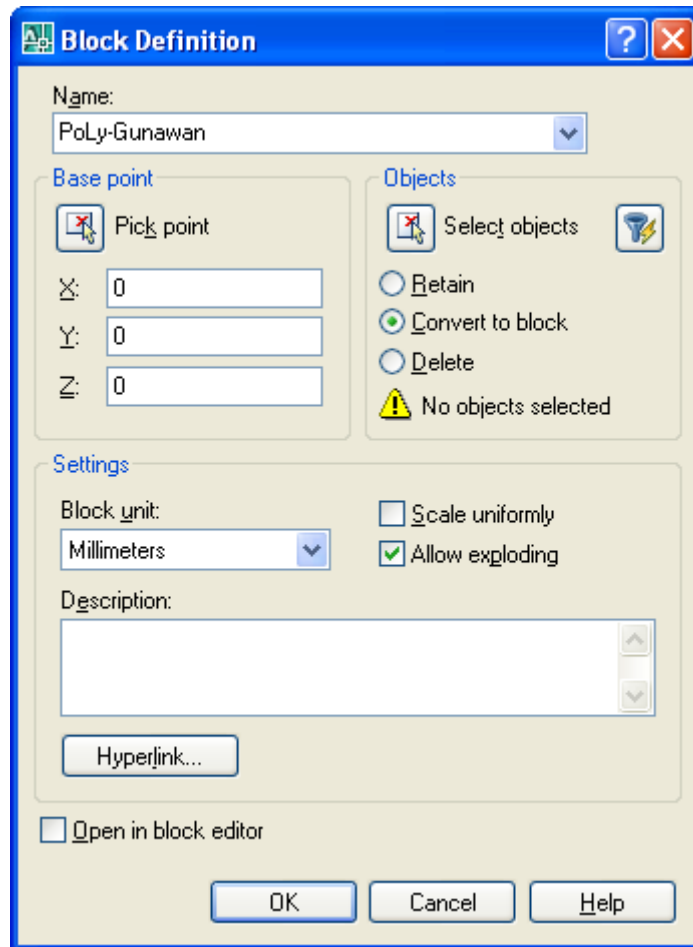 Block Definition
Name:
PoLy-Gunawan
Base point
Pick point
X: 0
Y: 0
Z: 0
Objects
Select objects
Retain
Convert to block
Delete
No objects selected
Settings
Block unit:
Millimeters
Scale uniformly
Allow exploding
Description:
Hyperlink...
Open in block editor
OK Cancel Help